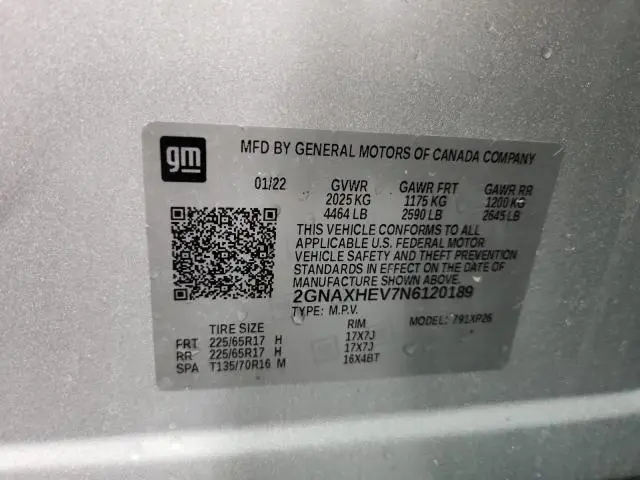 gm
MFD BY GENERAL MOTORS OF CANADA COMPANY
01/22 GVWR GAWR FRT GAWR RR
2025 KG 1175 KG 1200 KG
4464 LB 2590 LB 2645 LB
THIS VEHICLE CONFORMS TO ALL
APPLICABLE U.S. FEDERAL MOTOR
VEHICLE SAFETY AND THEFT PREVENTION
STANDARDS IN EFFECT ON THE DATE OF
MANUFACTURE SHOWN ABOVE.
2GNAXHEV7N6120189
TYPE: M.P.V. MODEL: 791XP26
TIRE SIZE RIM
FRT 225/65R17 H 17X7J
RR 225/65R17 H 17X7J
SPA T135/70R16 M 16X4BT